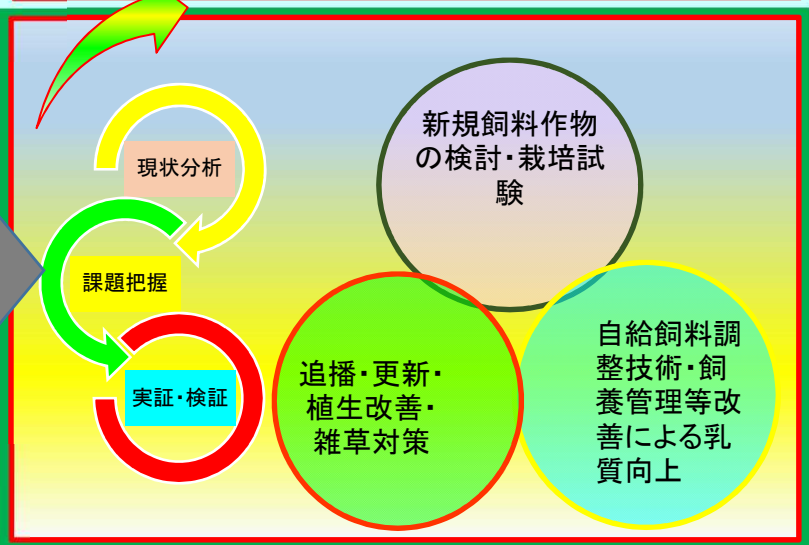 現状分析
課題把握
実証・検証
新規飼料作物
の検討・栽培試
験
追播・更新・
植生改善・
雑草対策
自給飼料調
整技術・飼
養管理等改
善による乳
質向上